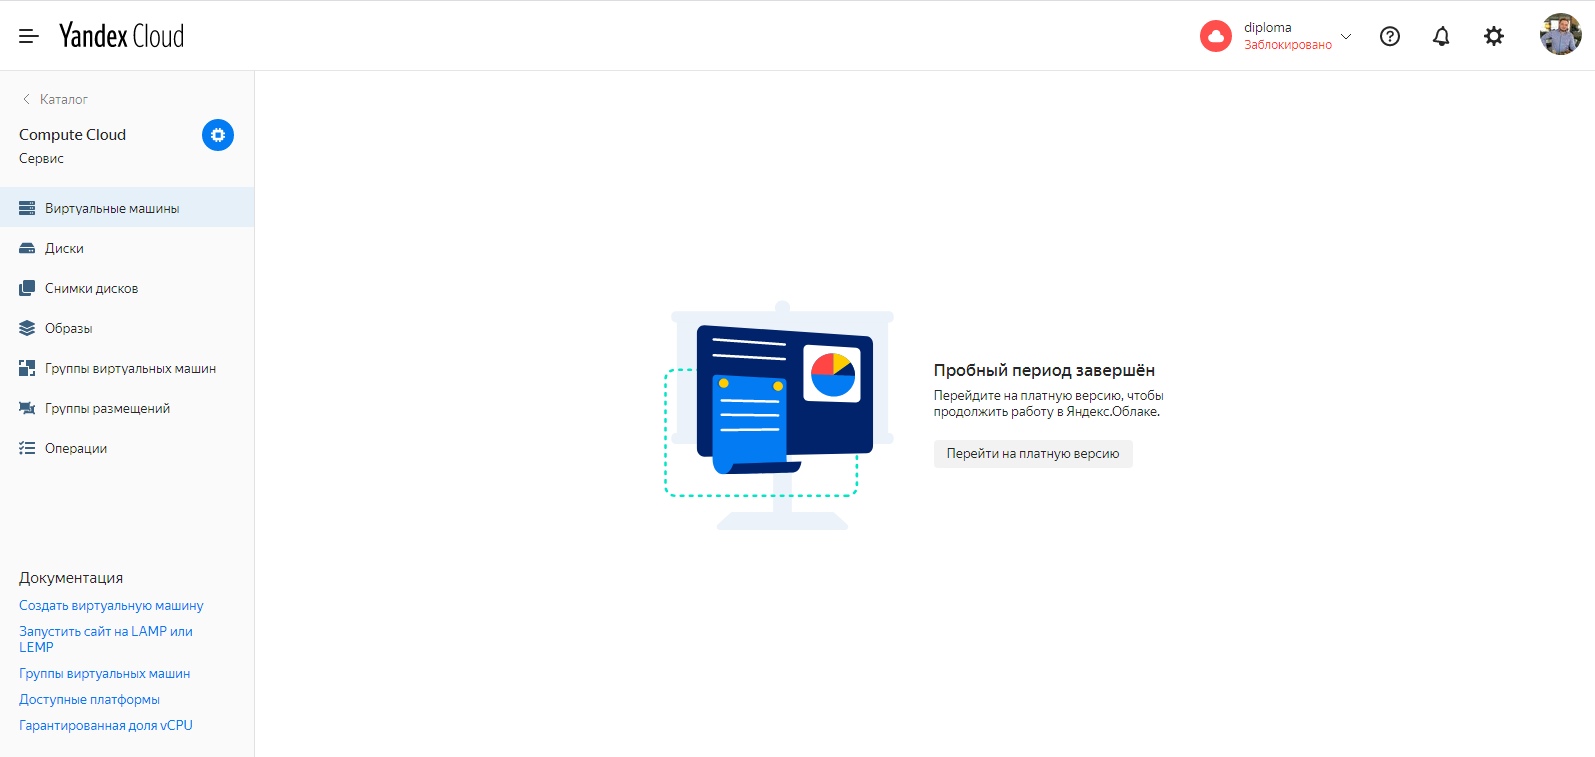 Yandex Cloud
diploma
Заблокировано
Каталог
Compute Cloud
Сервис
Виртуальные машины
Диски
Снимки дисков
Образы
Группы виртуальных машин
Группы размещений
Операции
Пробный период завершён
Перейдите на платную версию, чтобы
продолжить работу в Яндекс.Облаке.
Перейти на платную версию
Документация
Создать виртуальную машину
Запустить сайт на LAMP или
LEMP
Группы виртуальных машин
Доступные платформы
Гарантированная доля vCPU